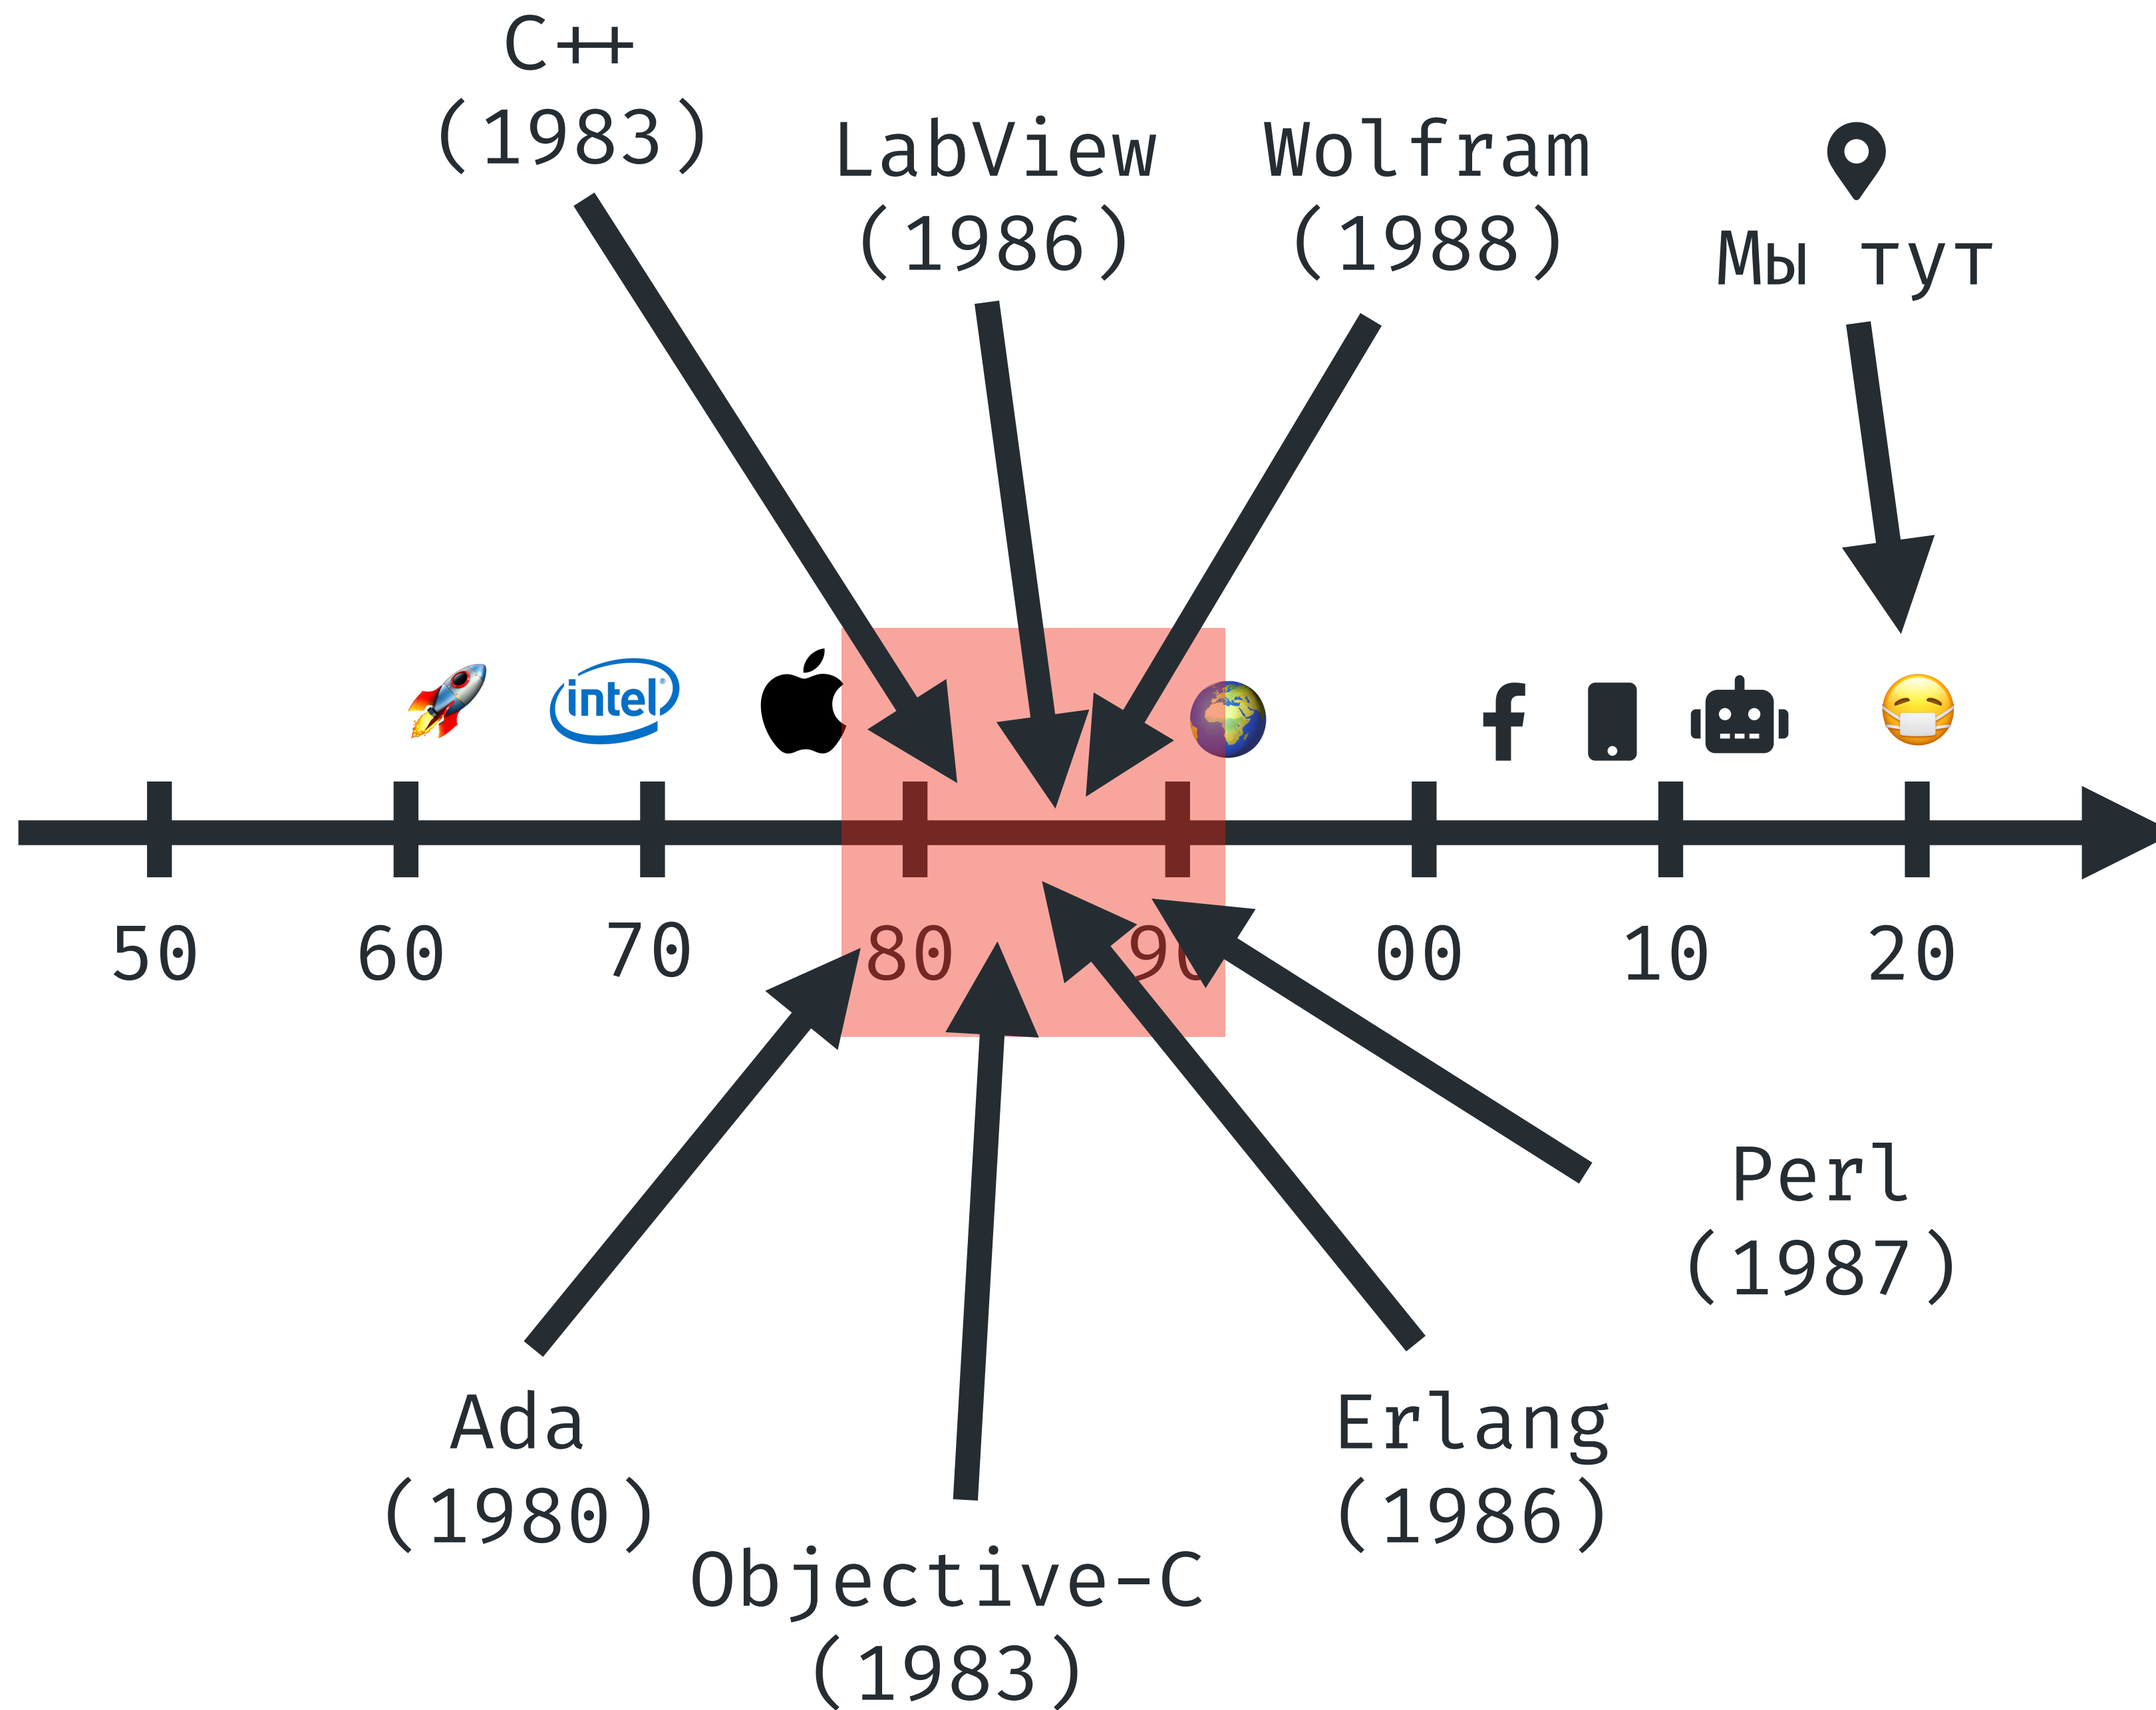 C++
(1983)
LabView
(1986)
Wolfram
(1988)
Мы тут
intel®
50 60 70 80 90 00 10 20
Perl
(1987)
Ada
(1980)
Erlang
(1986)
Objective-C
(1983)